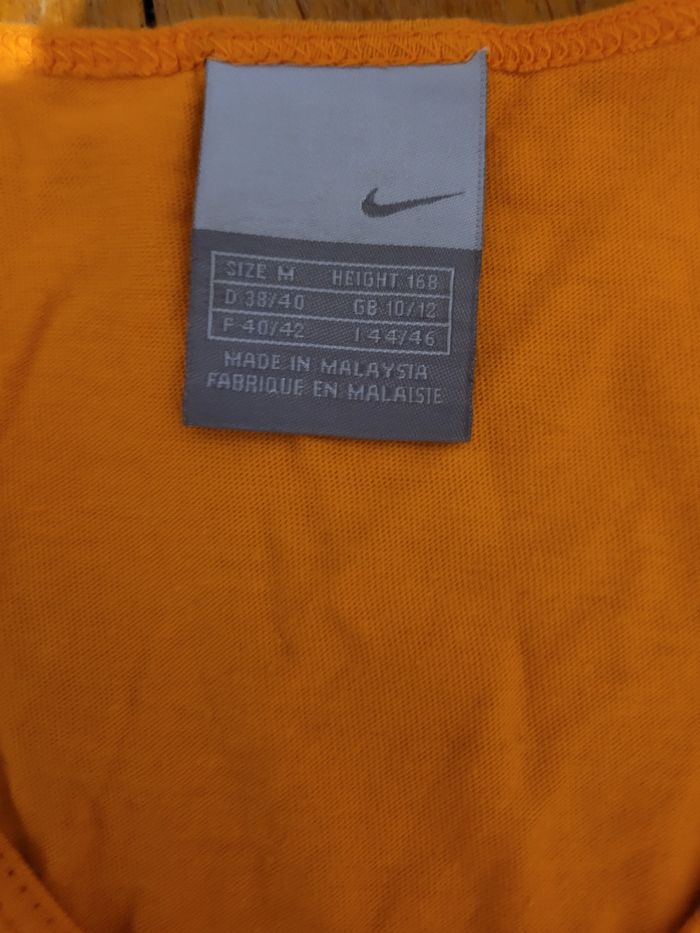 SIZE M HEIGHT 168
D 38/40 GB 10/12
F 40/42 I 44/46
MADE IN MALAYSIA
FABRIQUE EN MALAISIE